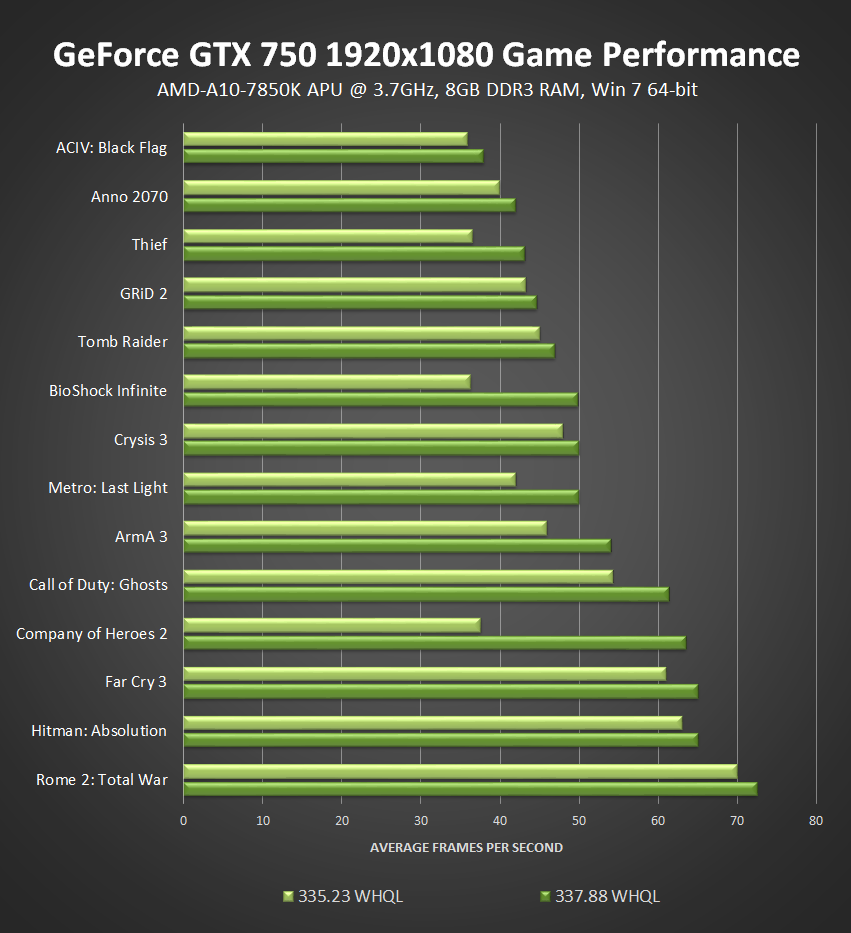 GeForce GTX 750 1920x1080 Game Performance
AMD-A10-7850K APU @ 3.7GHz, 8GB DDR3 RAM, Win 7 64-bit
ACIV: Black Flag
Anno 2070
Thief
GRiD 2
Tomb Raider
BioShock Infinite
Crysis 3
Metro: Last Light
ArmA 3
Call of Duty: Ghosts
Company of Heroes 2
Far Cry 3
Hitman: Absolution
Rome 2: Total War
0 10 20 30 40 50 60 70 80
AVERAGE FRAMES PER SECOND
335.23 WHQL 337.88 WHQL